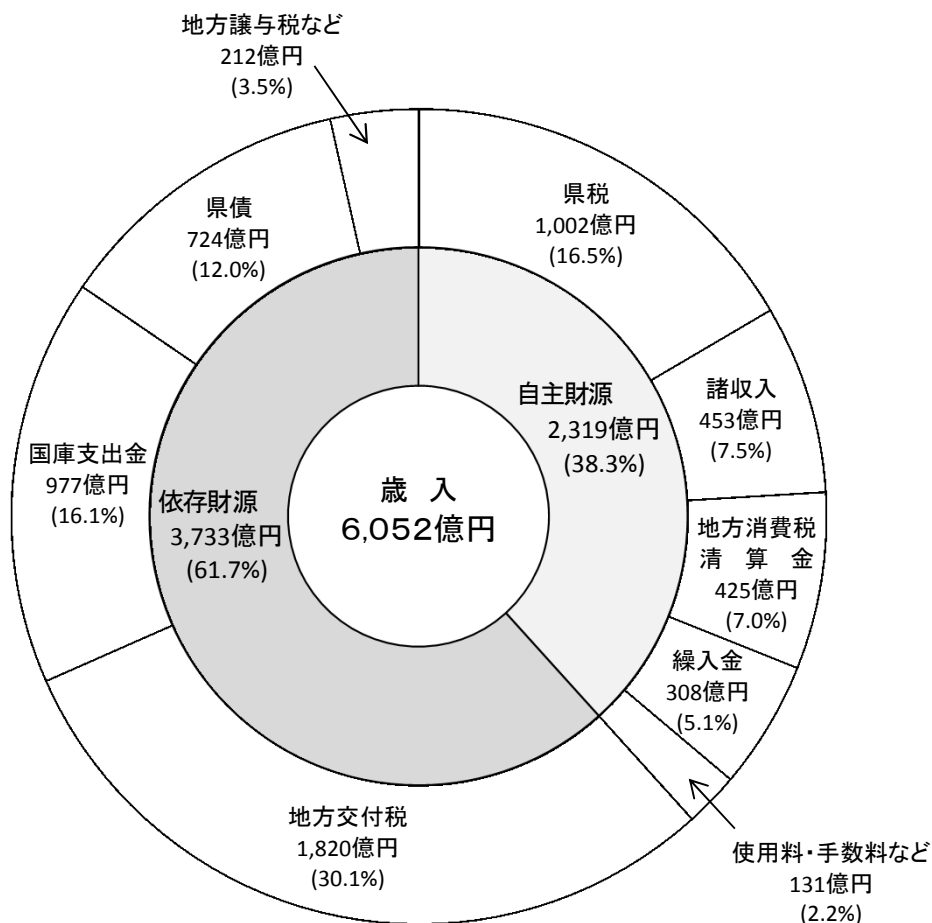 地方譲与税など
212億円
(3.5%)
県税
1,002億円
(16.5%)
県債
724億円
(12.0%)
諸収入
453億円
(7.5%)
自主財源
2,319億円
(38.3%)
国庫支出金
977億円
(16.1%)
依存財源
3,733億円
(61.7%)
歳 入
6,052億円
地方消費税
清 算 金
425億円
(7.0%)
繰入金
308億円
(5.1%)
地方交付税
1,820億円
(30.1%)
使用料・手数料など
131億円
(2.2%)